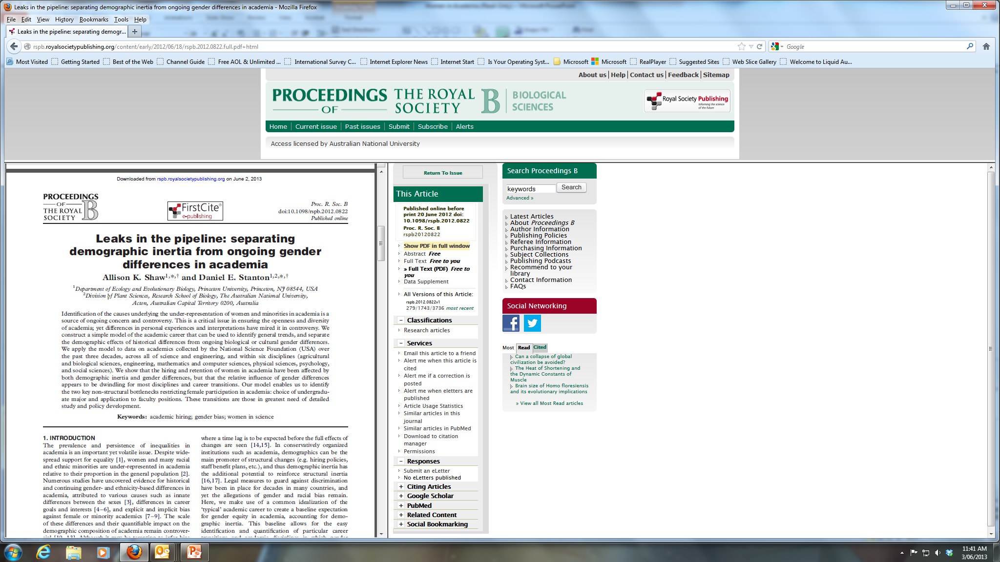 Leaks in the pipeline: separating demographic inertia from ongoing gender differences in academia - Mozilla Firefox
File Edit View History Bookmarks Tools Help
Leaks in the pipeline: separating demogr...
rspb.royalsocietypublishing.org/content/early/2012/06/18/rspb.2012.0822.full.pdf+html
Google
Most Visited Getting Started Best of the Web Channel Guide Free AOL & Unlimited ... International Survey C... Internet Explorer News Internet Start Is Your Operating Syst... Microsoft Microsoft RealPlayer Suggested Sites Web Slice Gallery Welcome to Liquid Au...
About us Help Contact us Feedback Sitemap
PROCEEDINGS OF THE ROYAL SOCIETY B BIOLOGICAL SCIENCES
Royal Society Publishing
Informing the science of the future
Home Current issue Past issues Submit Subscribe Alerts
Access licensed by Australian National University
Downloaded from rspb.royalsocietypublishing.org on June 2, 2013
PROCEEDINGS
OF
THE ROYAL
SOCIETY
B
FirstCite®
e-publishing
Proc. R. Soc. B
doi:10.1098/rspb.2012.0822
Published online
Leaks in the pipeline: separating
demographic inertia from ongoing gender
differences in academia
Allison K. Shaw1,*,† and Daniel E. Stanton1,2,*,†
1Department of Ecology and Evolutionary Biology, Princeton University, Princeton, NJ 08544, USA
2Division of Plant Sciences, Research School of Biology, The Australian National University,
Acton, Australian Capital Territory 0200, Australia
Identification of the causes underlying the under-representation of women and minorities in academia is a
source of ongoing concern and controversy. This is a critical issue in ensuring the openness and diversity
of academia; yet differences in personal experiences and interpretations have mired it in controversy. We
construct a simple model of the academic career that can be used to identify general trends, and separate
the demographic effects of historical differences from ongoing biological or cultural gender differences.
We apply the model to data on academics collected by the National Science Foundation (USA) over
the past three decades, across all of science and engineering, and within six disciplines (agricultural
and biological sciences, engineering, mathematics and computer sciences, physical sciences, psychology,
and social sciences). We show that the hiring and retention of women in academia have been affected by
both demographic inertia and gender differences, but that the relative influence of gender differences
appears to be dwindling for most disciplines and career transitions. Our model enables us to identify
the two key non-structural bottlenecks restricting female participation in academia: choice of undergradu-
ate major and application to faculty positions. These transitions are those in greatest need of detailed
study and policy development.
Keywords: academic hiring; gender bias; women in science
1. INTRODUCTION
The prevalence and persistence of inequalities in
academia is an important yet volatile issue. Despite wide-
spread support for equality [1], women and many racial
and ethnic minorities are under-represented in academia
relative to their proportion in the general population [2].
Numerous studies have uncovered evidence for historical
and continuing gender- and ethnicity-based differences in
academia, attributed to various causes such as innate
differences between the sexes [3], differences in career
goals and interests [4–6], and explicit and implicit bias
against female or minority academics [7–9]. The scale
of these differences and their quantifiable impact on the
demographic composition of academia remain controver-
where a time lag is to be expected before the full effects of
changes are seen [14,15]. In conservatively organized
institutions such as academia, demographics can be the
main promoter of structural changes (e.g. hiring policies,
staff benefit plans, etc.), and thus demographic inertia has
the additional potential to reinforce structural inertia
[16,17]. Legal measures to guard against discrimination
have been in place for decades in many countries, and
yet the allegations of gender and racial bias remain.
Here, we make use of a common idealization of the
‘typical’ academic career to create a baseline expectation
for gender equity in academia, accounting for demo-
graphic inertia. This baseline allows for the easy
identification and quantification of particular career
Return To Issue
This Article
Published online before
print 20 June 2012 doi:
10.1098/rspb.2012.0822
Proc. R. Soc. B
rspb20120822
Show PDF in full window
Abstract Free
Full Text Free to you
» Full Text (PDF) Free to
you
Data Supplement
All Versions of this Article:
rspb.2012.0822v1
279/1743/3736 most recent
− Classifications
Research articles
− Services
Email this article to a friend
Alert me when this article is
cited
Alert me if a correction is
posted
Alert me when eletters are
published
Article Usage Statistics
Similar articles in this
journal
Similar articles in PubMed
Download to citation
manager
Permissions
− Responses
Submit an eLetter
No eLetters published
+ Citing Articles
+ Google Scholar
+ PubMed
+ Related Content
+ Social Bookmarking
Search Proceedings B
keywords Search
Advanced »
Latest Articles
About Proceedings B
Author Information
Publishing Policies
Referee Information
Purchasing Information
Subject Collections
Publishing Podcasts
Recommend to your
library
Contact Information
FAQs
Social Networking
Most Read Cited
Can a collapse of global
civilization be avoided?
The Heat of Shortening and
the Dynamic Constants of
Muscle
Brain size of Homo floresiensis
and its evolutionary implications
» View all Most Read articles
11:41 AM
3/06/2013